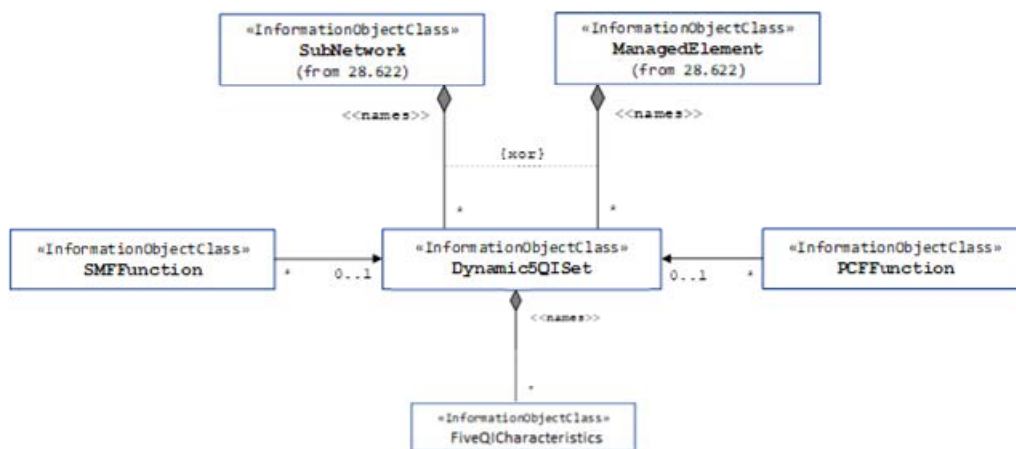 «InformationObjectClass»
SubNetwork
(from 28.622)
«InformationObjectClass»
ManagedElement
(from 28.622)
<<names>>
<<names>>
{xor}
*
*
«InformationObjectClass»
SMFFunction
*
0..1
«InformationObjectClass»
Dynamic5QISet
0..1
*
«InformationObjectClass»
PCFFunction
<<names>>
*
«InformationObjectClass»
FiveQICharacteristics